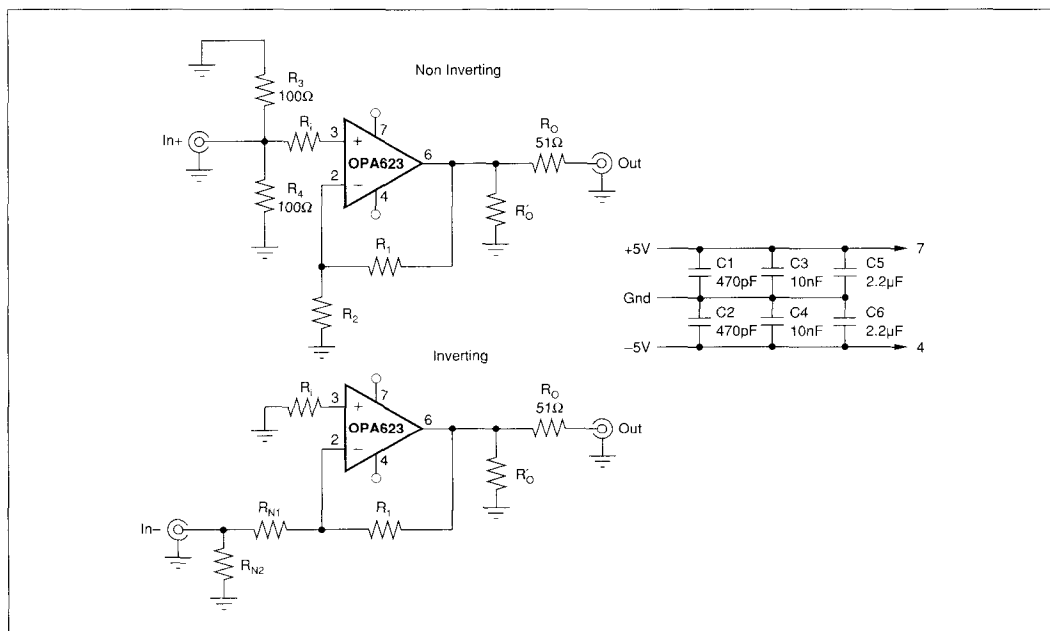 Non Inverting
R3
100Ω
In+
Ri
3
+
7
OPA623
6
2
−
4
RO
51Ω
Out
R4
100Ω
R'O
R1
R2
+5V
7
C1
470pF
C3
10nF
C5
2.2µF
Gnd
C2
470pF
C4
10nF
C6
2.2µF
−5V
4
Inverting
Ri
3
+
7
OPA623
6
2
−
4
RO
51Ω
Out
R'O
In−
RN1
R1
RN2